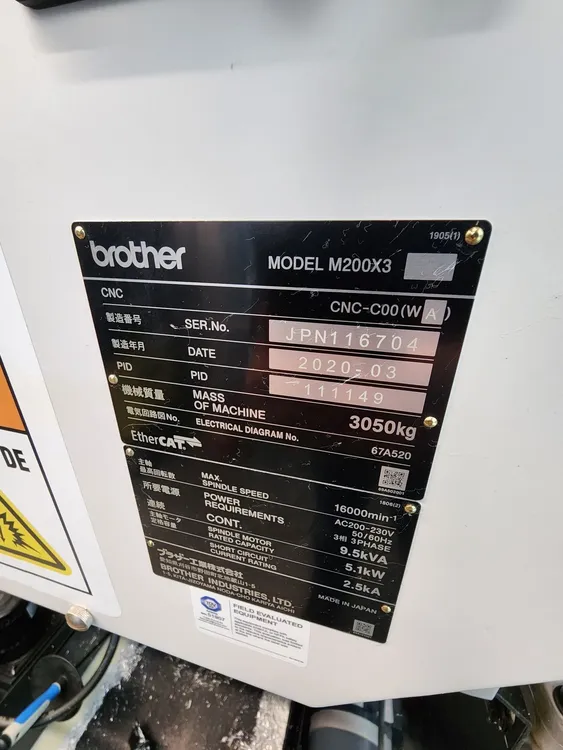 1905(1)
brother
MODEL M200X3
CNC CNC-C00(W A )
製造番号 SER.No. JPN116704
製造年月 DATE 2020-03
PID PID 111149
機械質量 MASS OF MACHINE 3050kg
電気回路図No. ELECTRICAL DIAGRAM No. 67A520
EtherCAT
1808(2)
主軸
最高回転数 MAX.
SPINDLE SPEED 16000min-1
所要電源 POWER
REQUIREMENTS AC200-230V
50/60Hz
3相 3PHASE
9.5kVA
連続
主軸モータ
定格容量 CONT.
SPINDLE MOTOR
RATED CAPACITY 5.1kW
SHORT CIRCUIT
CURRENT RATING 2.5kA
ブラザー工業株式会社
BROTHER INDUSTRIES, LTD.
MADE IN JAPAN
FIELD EVALUATED
EQUIPMENT
DE